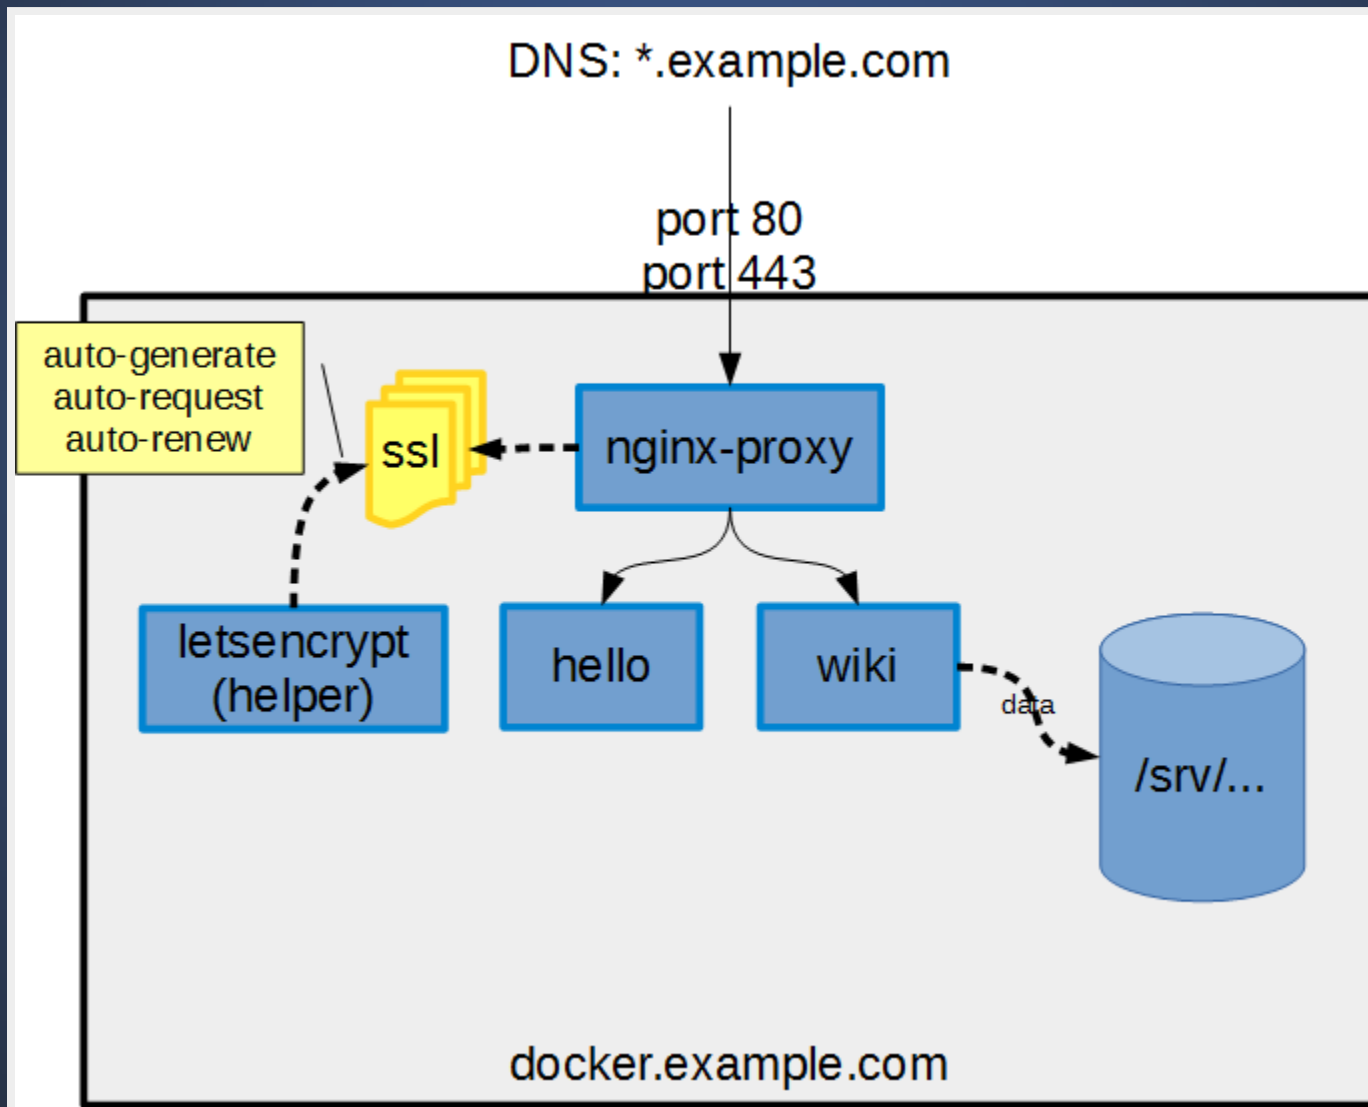 DNS: *.example.com
port 80
port 443
auto-generate
auto-request
auto-renew
ssl
nginx-proxy
letsencrypt
(helper)
hello
wiki
data
/srv/...
docker.example.com